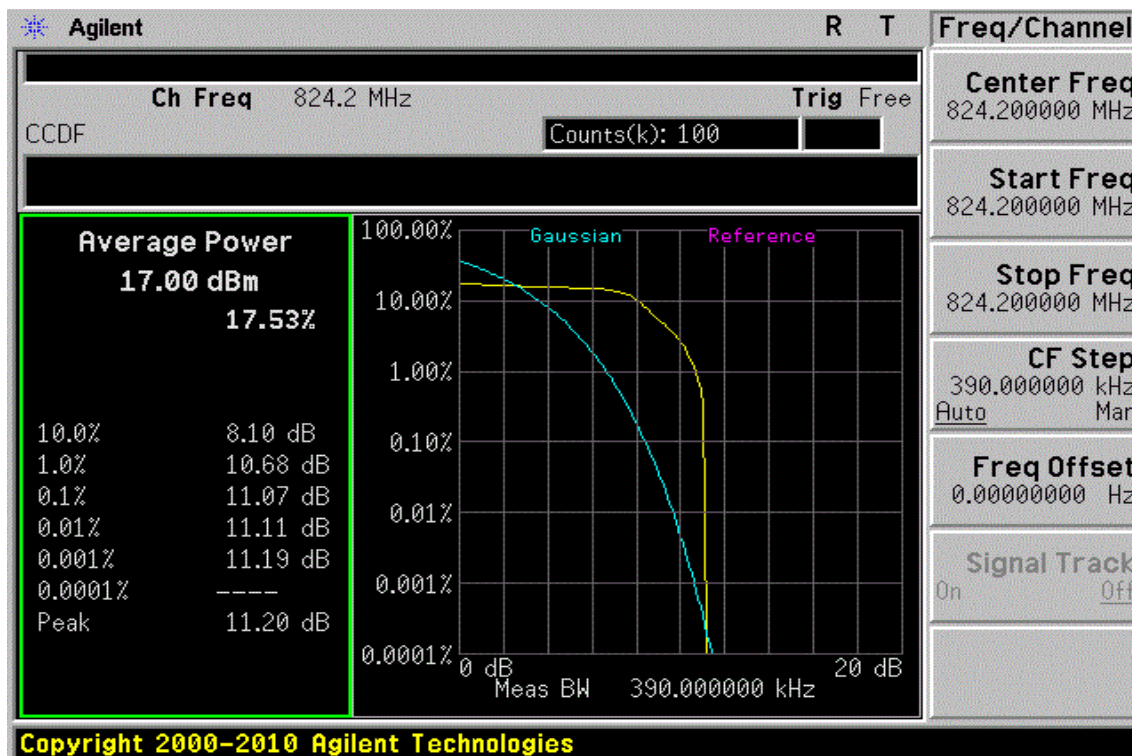 Agilent R T
Freq/Channel
Ch Freq 824.2 MHz Trig Free
CCDF Counts(k): 100
Average Power
17.00 dBm
17.53%
10.0% 8.10 dB
1.0% 10.68 dB
0.1% 11.07 dB
0.01% 11.11 dB
0.001% 11.19 dB
0.0001% ----
Peak 11.20 dB
Gaussian Reference
100.00%
10.00%
1.00%
0.10%
0.01%
0.001%
0.0001%
0 dB 20 dB
Meas BW 390.000000 kHz
Center Freq
824.200000 MHz
Start Freq
824.200000 MHz
Stop Freq
824.200000 MHz
CF Step
390.000000 kHz
Auto Man
Freq Offset
0.00000000 Hz
Signal Track
On Off
Copyright 2000-2010 Agilent Technologies